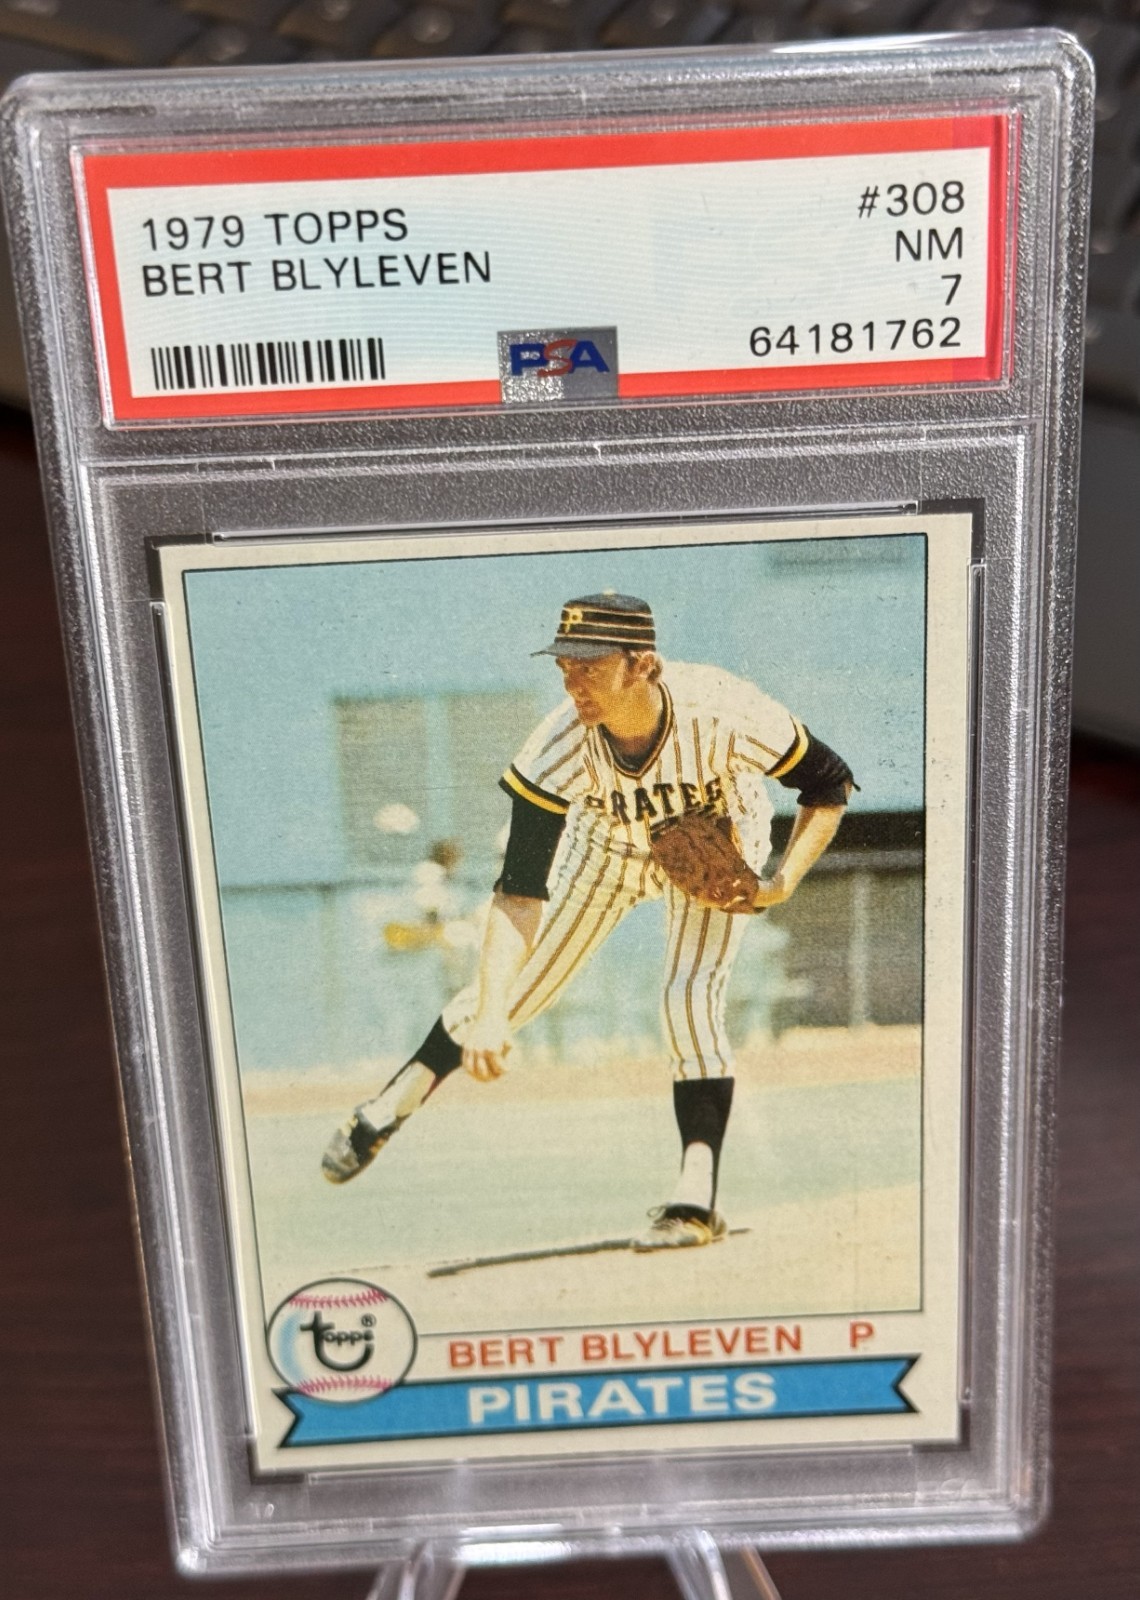 1979 TOPPS
BERT BLYLEVEN
#308
NM
7
64181762
PSA
P
PIRATES
topps®
BERT BLYLEVEN P
PIRATES